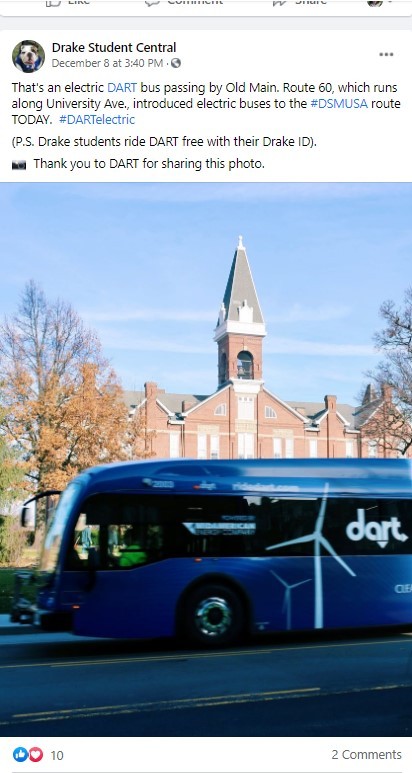 Like Comment Share
Drake Student Central
December 8 at 3:40 PM ·
That's an electric DART bus passing by Old Main. Route 60, which runs
along University Ave., introduced electric buses to the #DSMUSA route
TODAY. #DARTelectric
(P.S. Drake students ride DART free with their Drake ID).
Thank you to DART for sharing this photo.
ridedart.com
MIDAMERICAN
ENERGY COMPANY
dart.
10
2 Comments